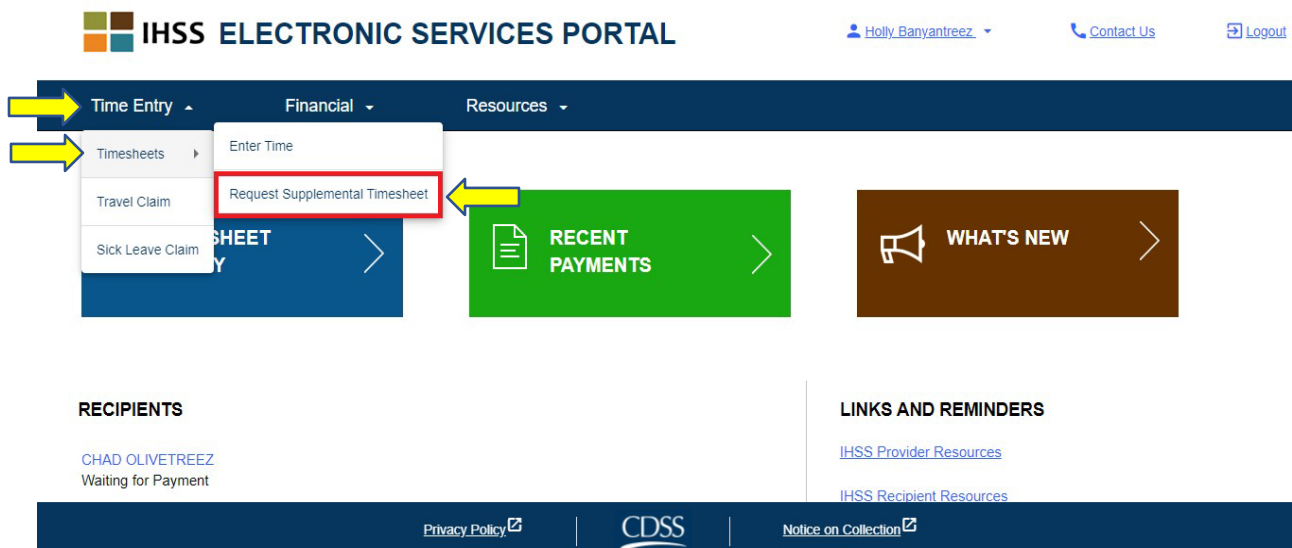 IHSS ELECTRONIC SERVICES PORTAL
Holly Banyantreez
Contact Us
Logout
Time Entry
Financial
Resources
Timesheets
Enter Time
Request Supplemental Timesheet
Travel Claim
Sick Leave Claim
SHEET
Y
RECENT
PAYMENTS
WHAT'S NEW
RECIPIENTS
CHAD OLIVETREEZ
Waiting for Payment
LINKS AND REMINDERS
IHSS Provider Resources
IHSS Recipient Resources
Privacy Policy
CDSS
Notice on Collection